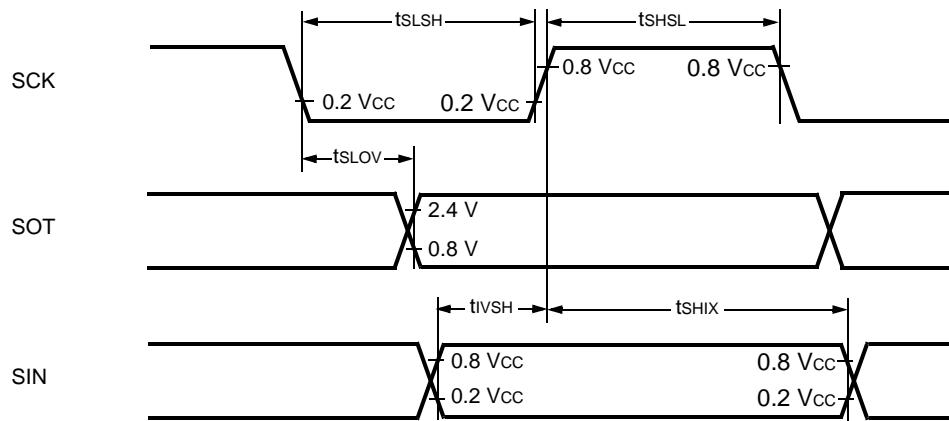 tSLSH tSHSL
SCK
0.8 VCC 0.8 VCC
0.2 VCC 0.2 VCC
tSLOV
SOT
2.4 V
0.8 V
tIVSH tSHIX
SIN
0.8 VCC 0.8 VCC
0.2 VCC 0.2 VCC